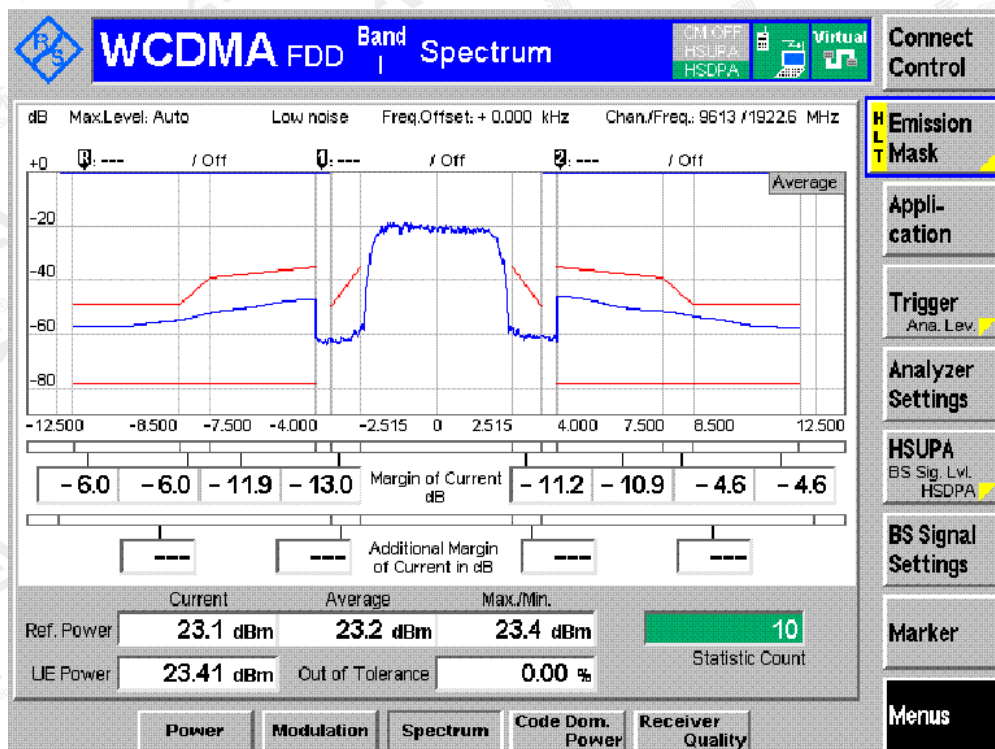 R/S
WCDMA FDD Band I Spectrum
CM OFF
HSUPA
HSDPA
Virtual
Connect Control
dB Max.Level: Auto Low noise Freq.Offset: + 0.000 kHz Chan./Freq.: 9613 /1922.6 MHz
HLT
Emission Mask
+0 R: --- / Off 1: --- / Off 2: --- / Off
Average
-20
-40
-60
-80
-12.500 -8.500 -7.500 -4.000 -2.515 0 2.515 4.000 7.500 8.500 12.500
Appli-
cation
Trigger
Ana. Lev.
Analyzer
Settings
HSUPA
BS Sig. Lvl.
HSDPA
BS Signal
Settings
Marker
Menus
- 6.0 - 6.0 - 11.9 - 13.0 Margin of Current dB - 11.2 - 10.9 - 4.6 - 4.6
--- --- Additional Margin of Current in dB --- ---
Current Average Max./Min.
Ref. Power 23.1 dBm 23.2 dBm 23.4 dBm 10
Statistic Count
UE Power 23.41 dBm Out of Tolerance 0.00 %
Power Modulation Spectrum Code Dom. Power Receiver Quality